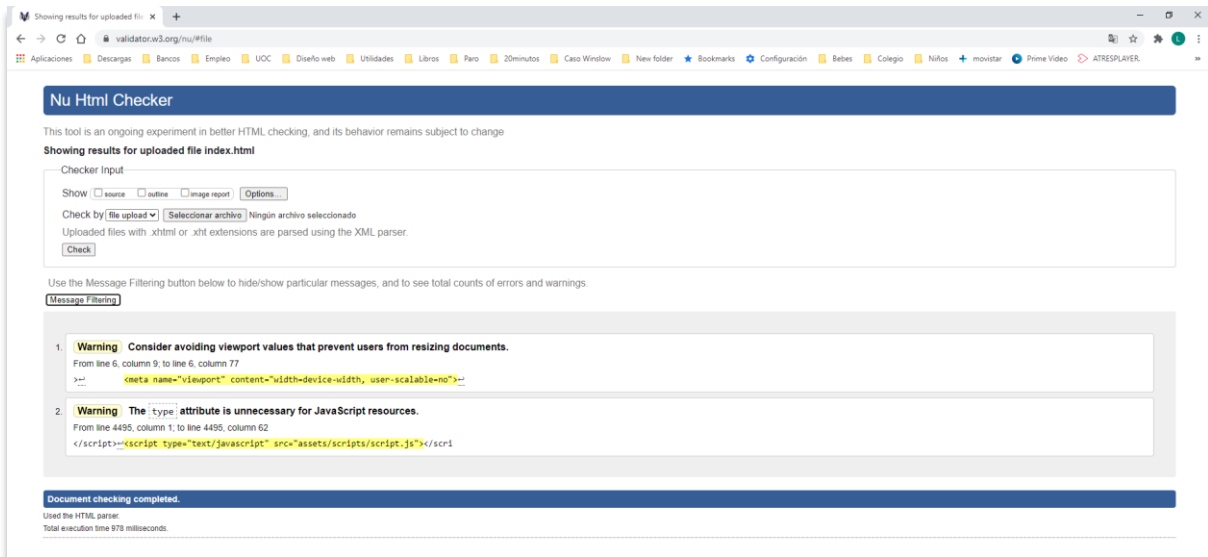 Showing results for uploaded file
validator.w3.org/nu/#file
Aplicaciones Descargas Bancos Empleo UOC Diseño web Utilidades Libros Paro 20minutos Caso Winslow New folder Bookmarks Configuración Bebes Colegio Niños movistar Prime Video ATRESPLAYER.
Nu Html Checker
This tool is an ongoing experiment in better HTML checking, and its behavior remains subject to change
Showing results for uploaded file index.html
Checker Input
Show source outline image report Options...
Check by file upload Seleccionar archivo Ningún archivo seleccionado
Uploaded files with .xhtml or .xht extensions are parsed using the XML parser.
Check
Use the Message Filtering button below to hide/show particular messages, and to see total counts of errors and warnings.
Message Filtering
1. Warning Consider avoiding viewport values that prevent users from resizing documents.
From line 6, column 9; to line 6, column 77
>↩ <meta name="viewport" content="width=device-width, user-scalable=no">↩
2. Warning The type attribute is unnecessary for JavaScript resources.
From line 4495, column 1; to line 4495, column 62
</script>↩<script type="text/javascript" src="assets/scripts/script.js"></scri
Document checking completed.
Used the HTML parser.
Total execution time 978 milliseconds.